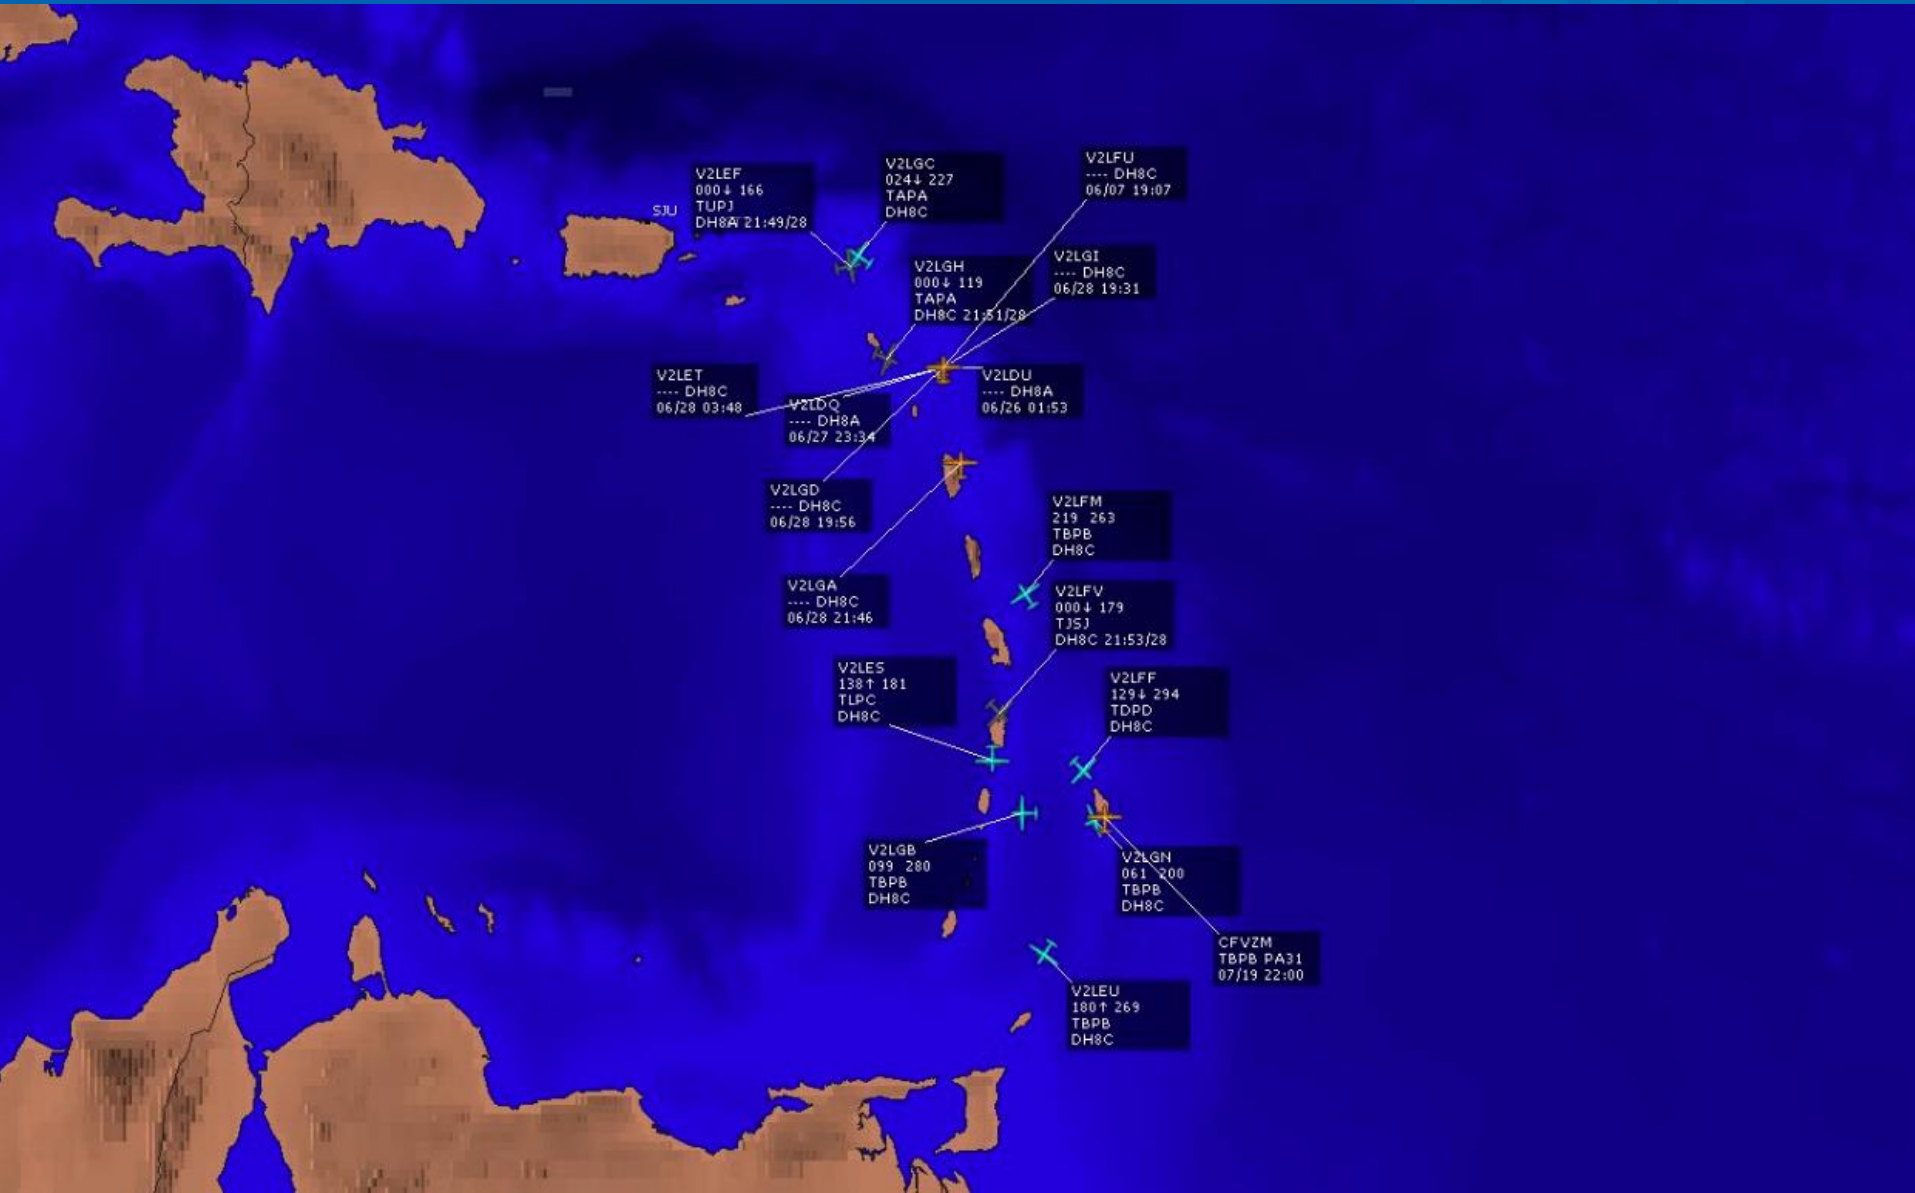 V2LEF
000↓ 166
TUPJ
DH8A 21:49/28
V2LGC
024↓ 227
TAPA
DH8C
V2LFU
---- DH8C
06/07 19:07
SJU
V2LGH
000↓ 119
TAPA
DH8C 21:51/28
V2LGI
---- DH8C
06/28 19:31
V2LET
---- DH8C
06/28 03:48
V2LDQ
---- DH8A
06/27 23:34
V2LDU
---- DH8A
06/26 01:53
V2LGD
---- DH8C
06/28 19:56
V2LFM
219 263
TBPB
DH8C
V2LGA
---- DH8C
06/28 21:46
V2LFV
000↓ 179
TJSJ
DH8C 21:53/28
V2LES
138↑ 181
TLPC
DH8C
V2LFF
129↓ 294
TDPD
DH8C
V2LGB
099 280
TBPB
DH8C
V2LGN
061 200
TBPB
DH8C
CFVZM
TBPB PA31
07/19 22:00
V2LEU
180↑ 269
TBPB
DH8C